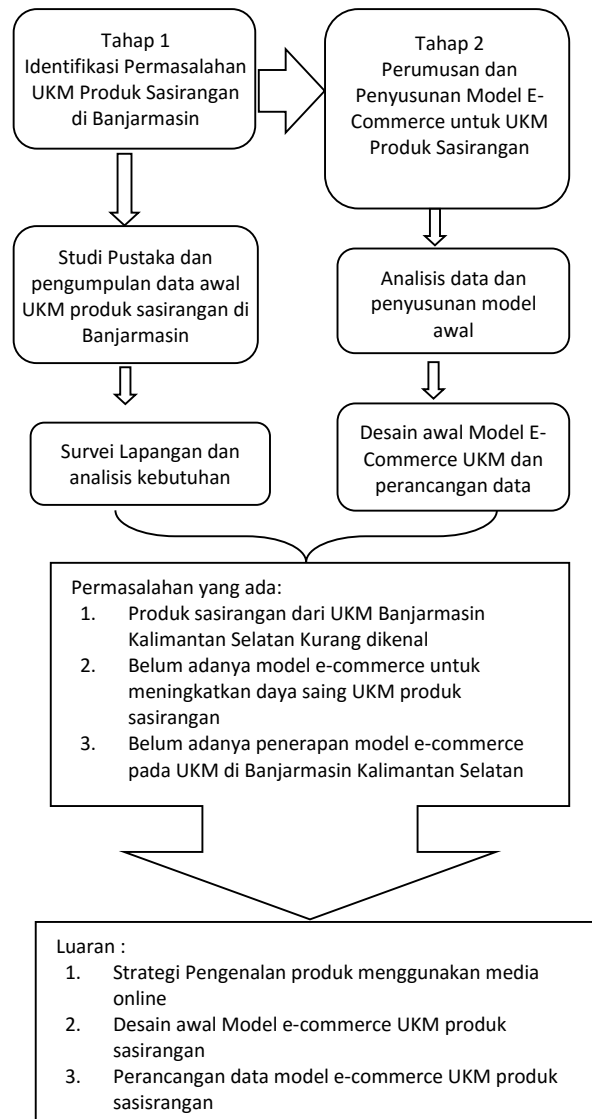 Tahap 1
Identifikasi Permasalahan
UKM Produk Sasirangan
di Banjarmasin
Tahap 2
Perumusan dan
Penyusunan Model E-
Commerce untuk UKM
Produk Sasirangan
Studi Pustaka dan
pengumpulan data awal
UKM produk sasirangan di
Banjarmasin
Analisis data dan
penyusunan model
awal
Survei Lapangan dan
analisis kebutuhan
Desain awal Model E-
Commerce UKM dan
perancangan data
Permasalahan yang ada:
1. Produk sasirangan dari UKM Banjarmasin
Kalimantan Selatan Kurang dikenal
2. Belum adanya model e-commerce untuk
meningkatkan daya saing UKM produk
sasirangan
3. Belum adanya penerapan model e-commerce
pada UKM di Banjarmasin Kalimantan Selatan
Luaran :
1. Strategi Pengenalan produk menggunakan media
online
2. Desain awal Model e-commerce UKM produk
sasirangan
3. Perancangan data model e-commerce UKM produk
sasisrangan